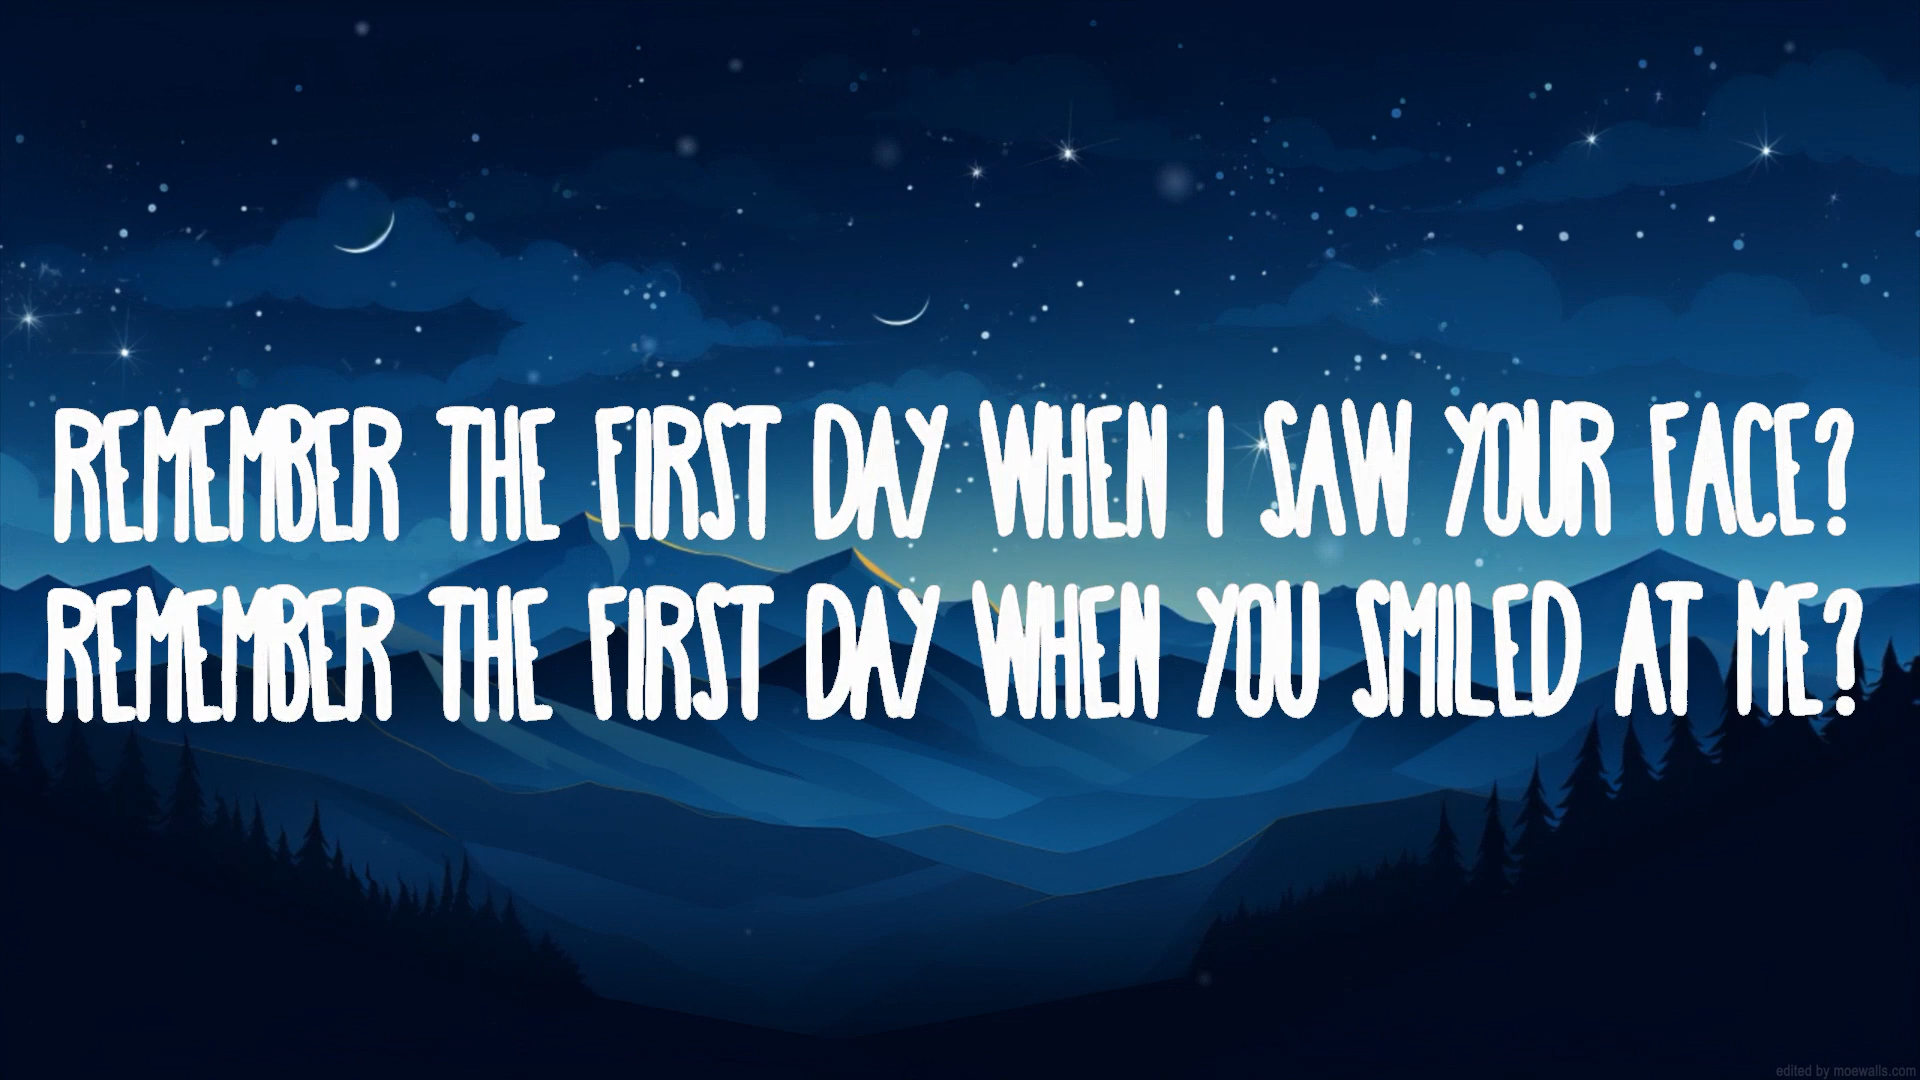 REMEMBER THE FIRST DAY WHEN I SAW YOUR FACE?
REMEMBER THE FIRST DAY WHEN YOU SMILED AT ME?
edited by moewalls.com